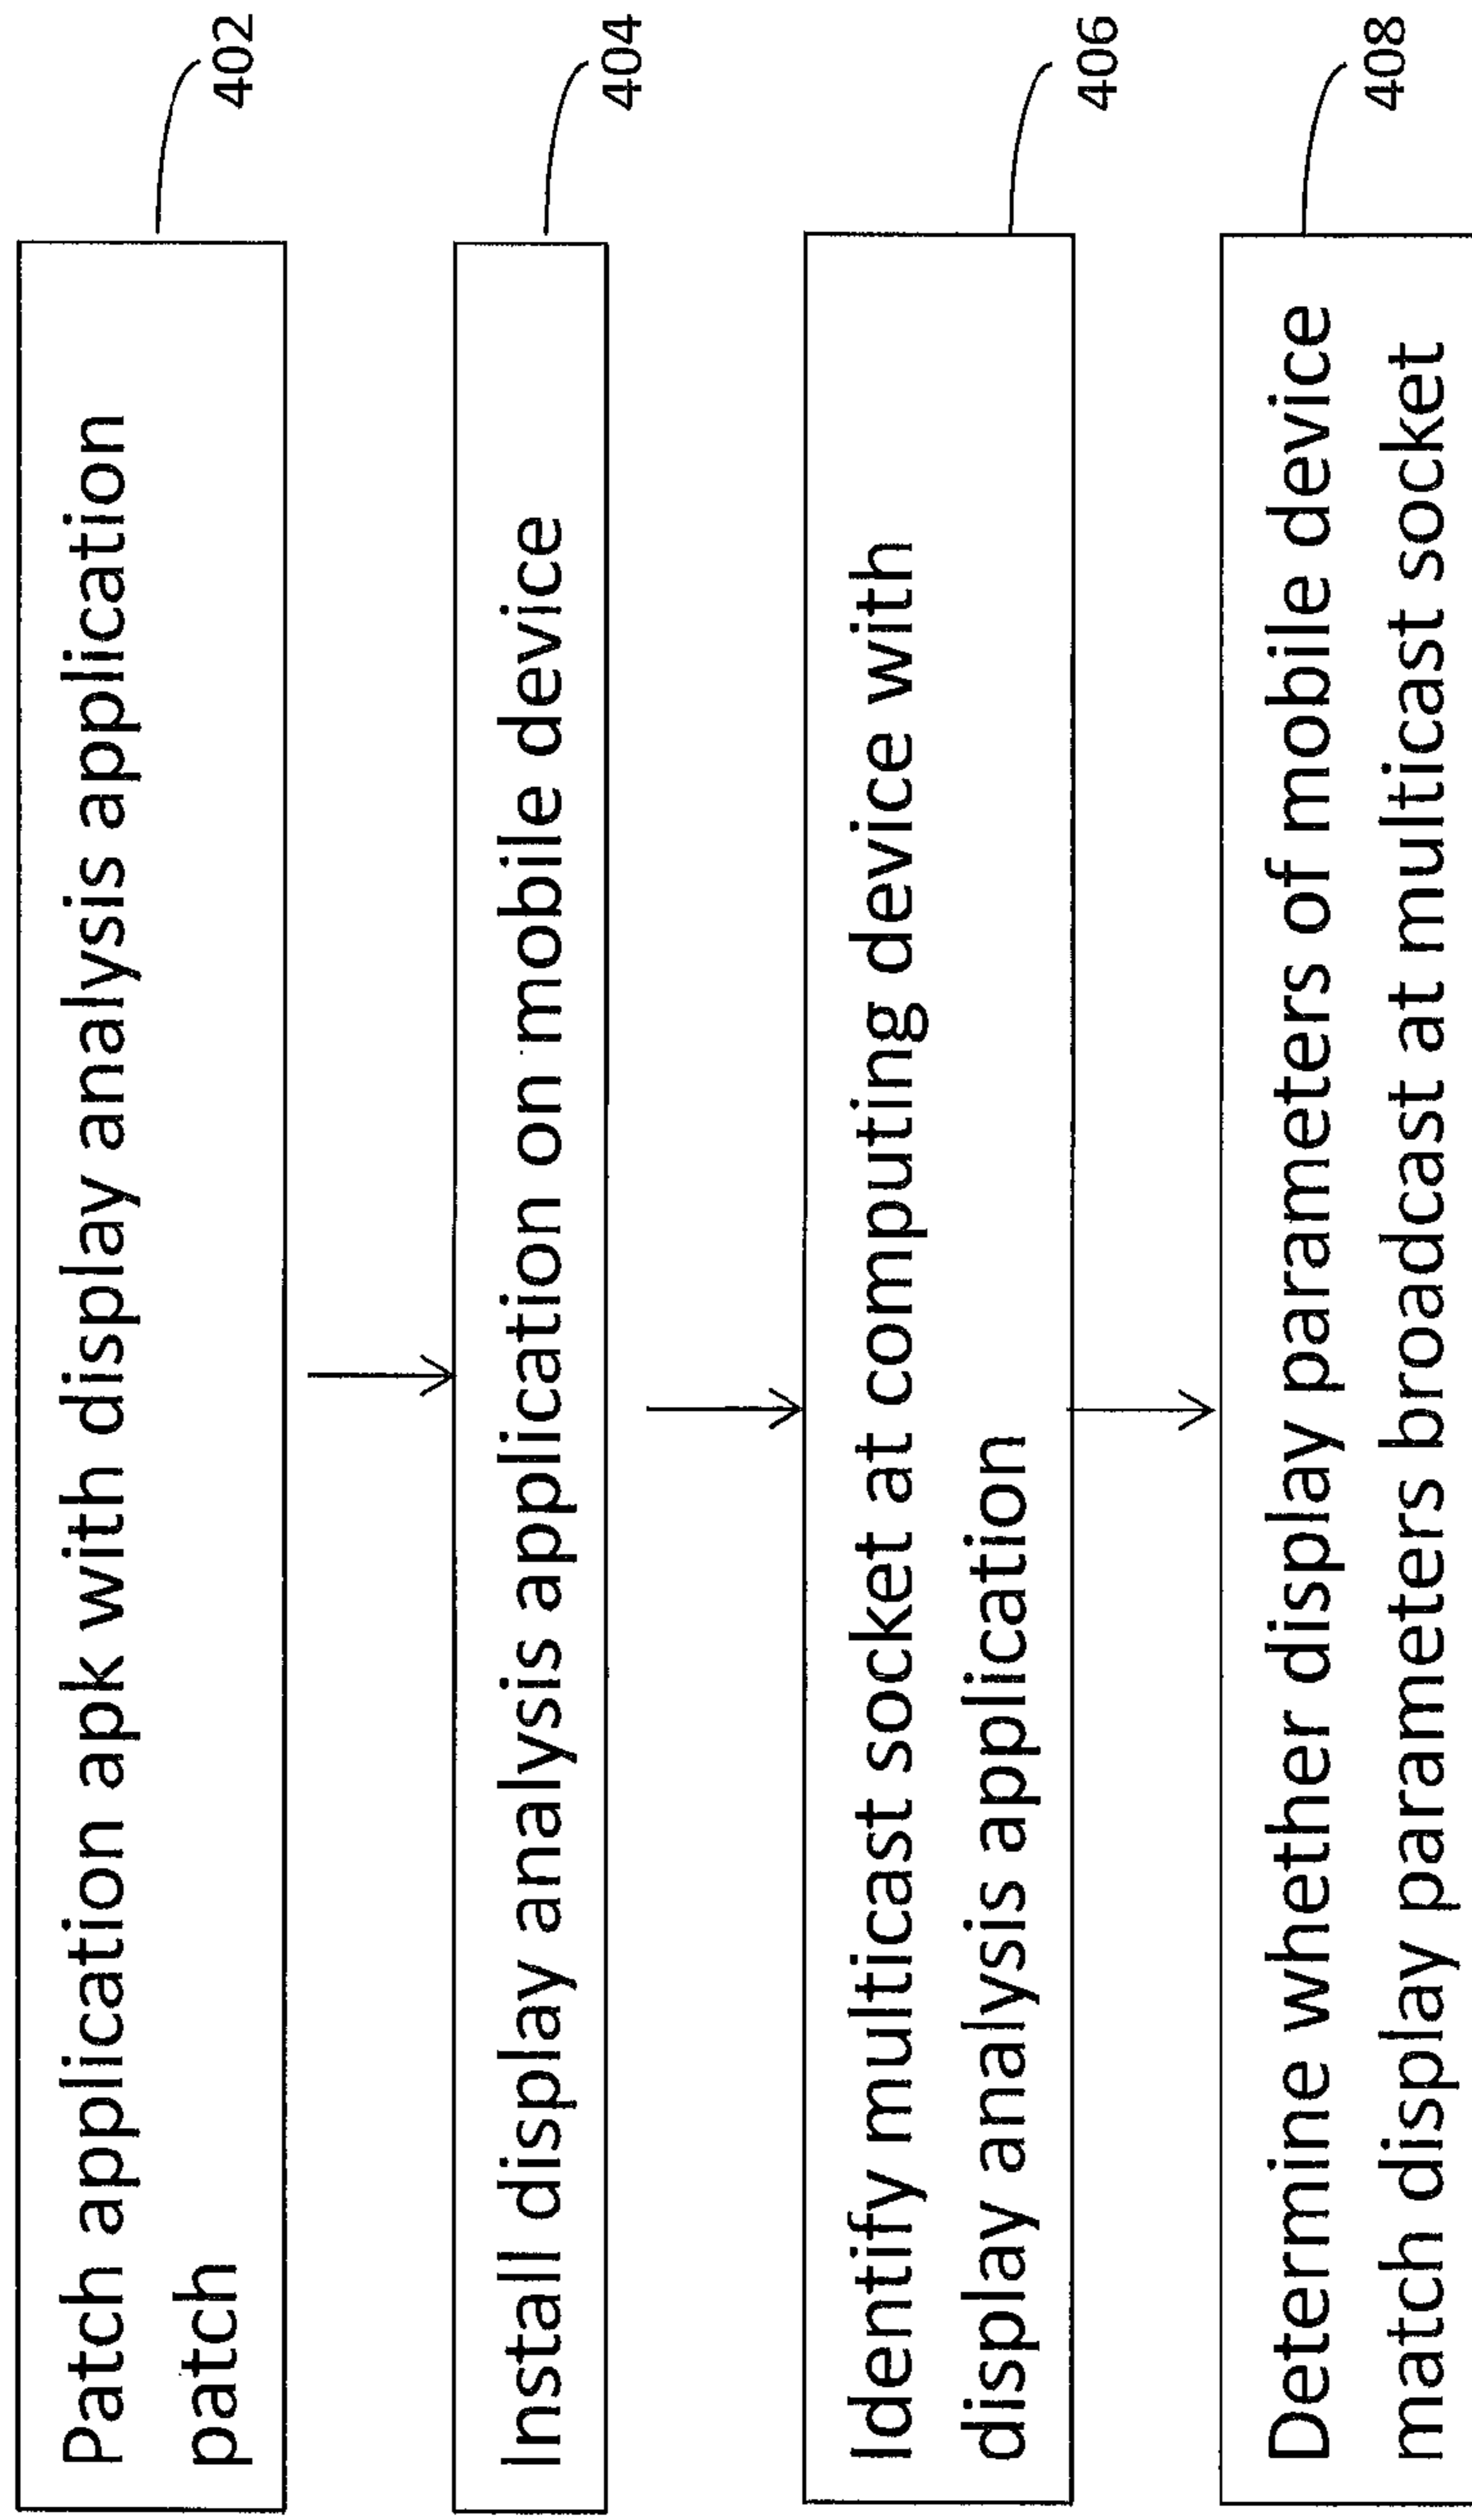 Patch application apk with display analysis application
patch
402
Install display analysis application on mobile device
404
Identify multicast socket at computing device with
display analysis application
406
Determine whether display parameters of mobile device
match display parameters broadcast at multicast socket
408